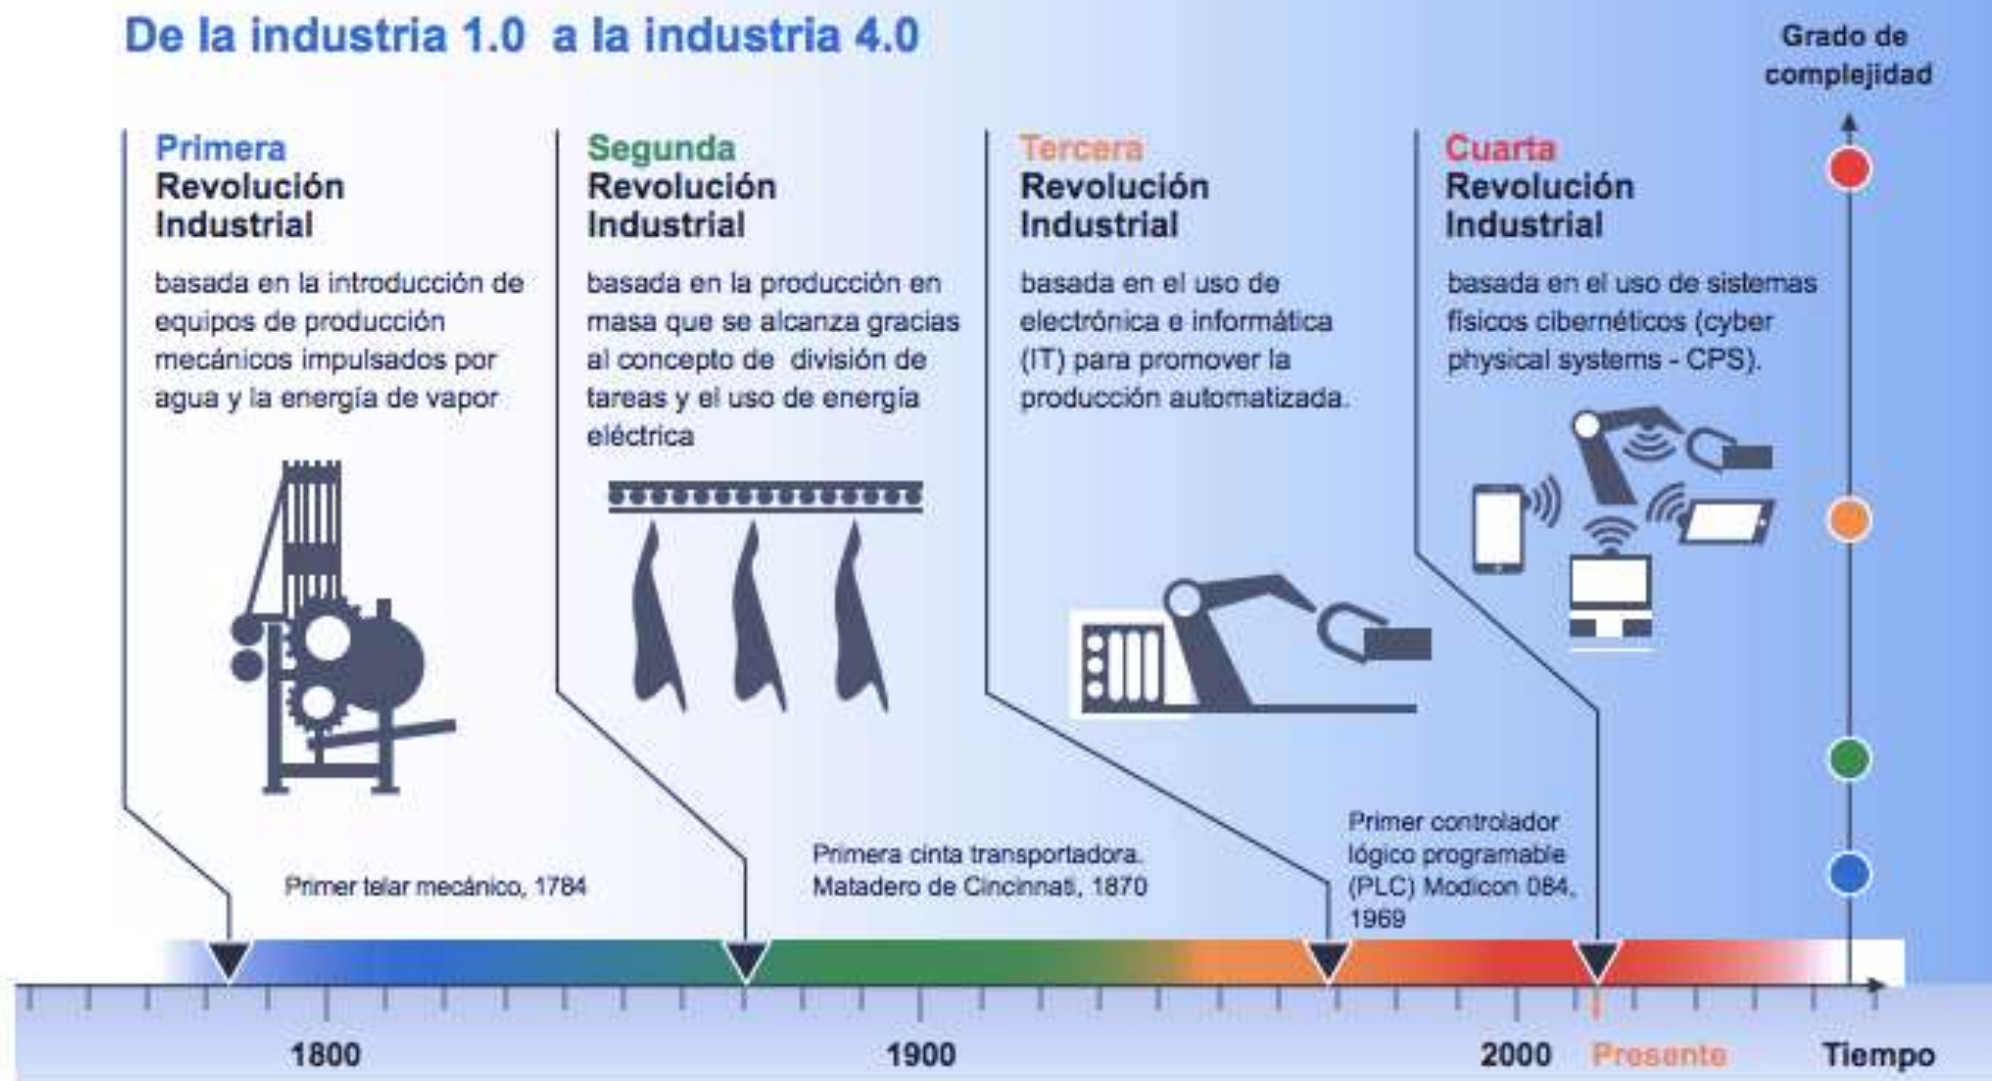 De la industria 1.0 a la industria 4.0
Grado de
complejidad
Primera
Revolución
Industrial
basada en la introducción de
equipos de producción
mecánicos impulsados por
agua y la energía de vapor
Segunda
Revolución
Industrial
basada en la producción en
masa que se alcanza gracias
al concepto de división de
tareas y el uso de energía
eléctrica
Tercera
Revolución
Industrial
basada en el uso de
electrónica e informática
(IT) para promover la
producción automatizada.
Cuarta
Revolución
Industrial
basada en el uso de sistemas
físicos cibernéticos (cyber
physical systems - CPS).
Primer telar mecánico, 1784
Primera cinta transportadora.
Matadero de Cincinnati, 1870
Primer controlador
lógico programable
(PLC) Modicon 084,
1969
1800
1900
2000
Presente
Tiempo